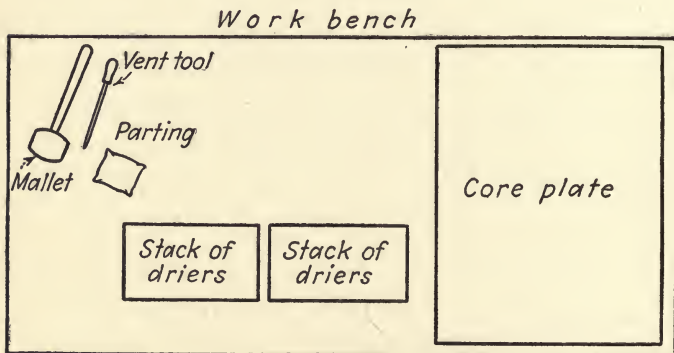 Work bench
Vent tool
Parting
Mallet
Core plate
Stack of
driers
Stack of
driers